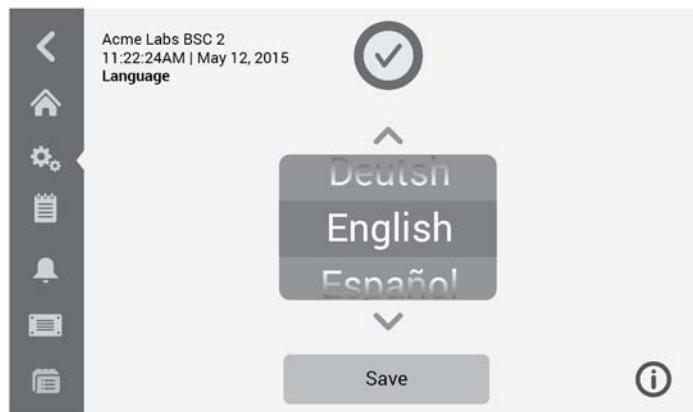 Acme Labs BSC 2
11:22:24AM | May 12, 2015
Language
Deutsh
English
Español
Save